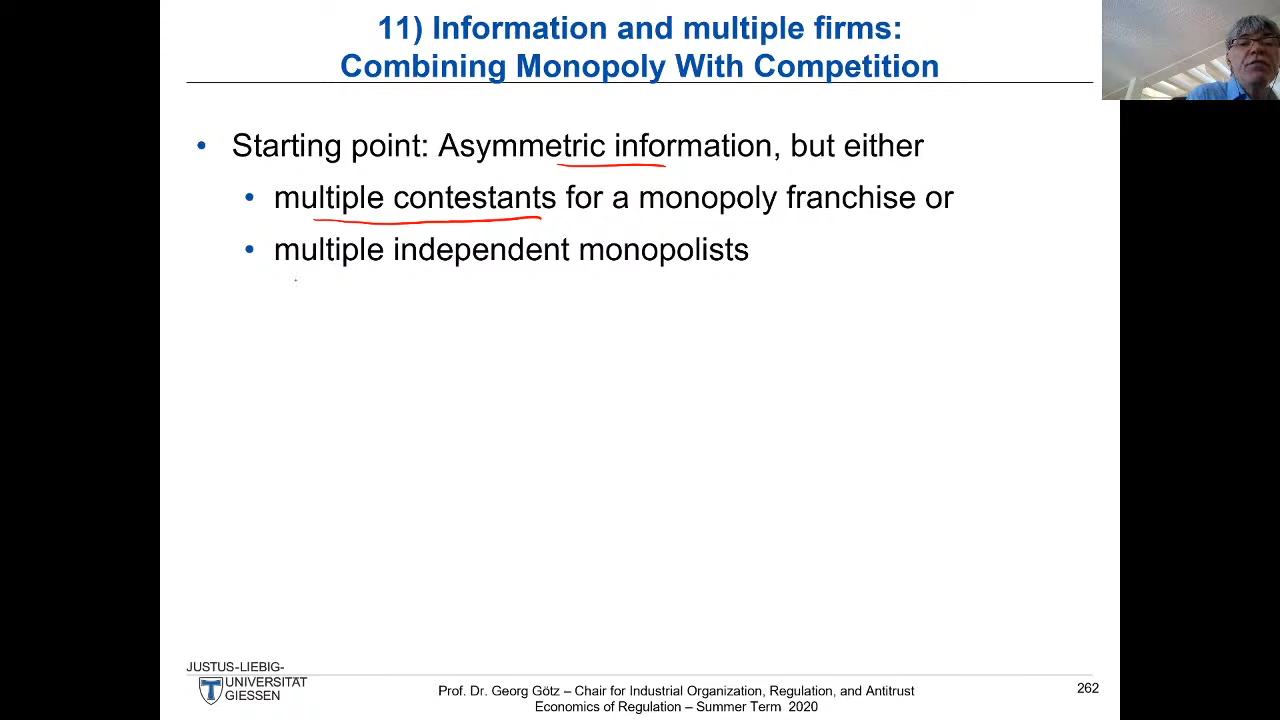 11) Information and multiple firms:
Combining Monopoly With Competition
• Starting point: Asymmetric information, but either
• multiple contestants for a monopoly franchise or
• multiple independent monopolists
JUSTUS-LIEBIG-
UNIVERSITÄT
GIESSEN
Prof. Dr. Georg Götz – Chair for Industrial Organization, Regulation, and Antitrust
Economics of Regulation – Summer Term 2020
262